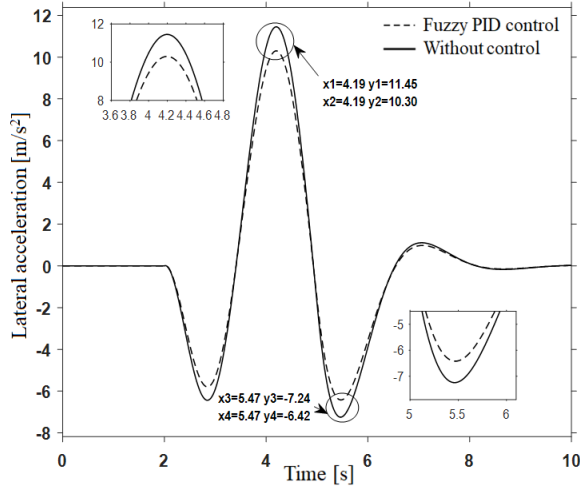 Fuzzy PID control
Without control
x1=4.19 y1=11.45
x2=4.19 y2=10.30
x3=5.47 y3=-7.24
x4=5.47 y4=-6.42
Lateral acceleration [m/s²]
12
10
8
6
4
2
0
-2
-4
-6
-8
0 2 4 6 8 10
Time [s]
12
11
10
9
8
3.6 3.8 4 4.2 4.4 4.6 4.8
-5
-6
-7
5 5.5 6